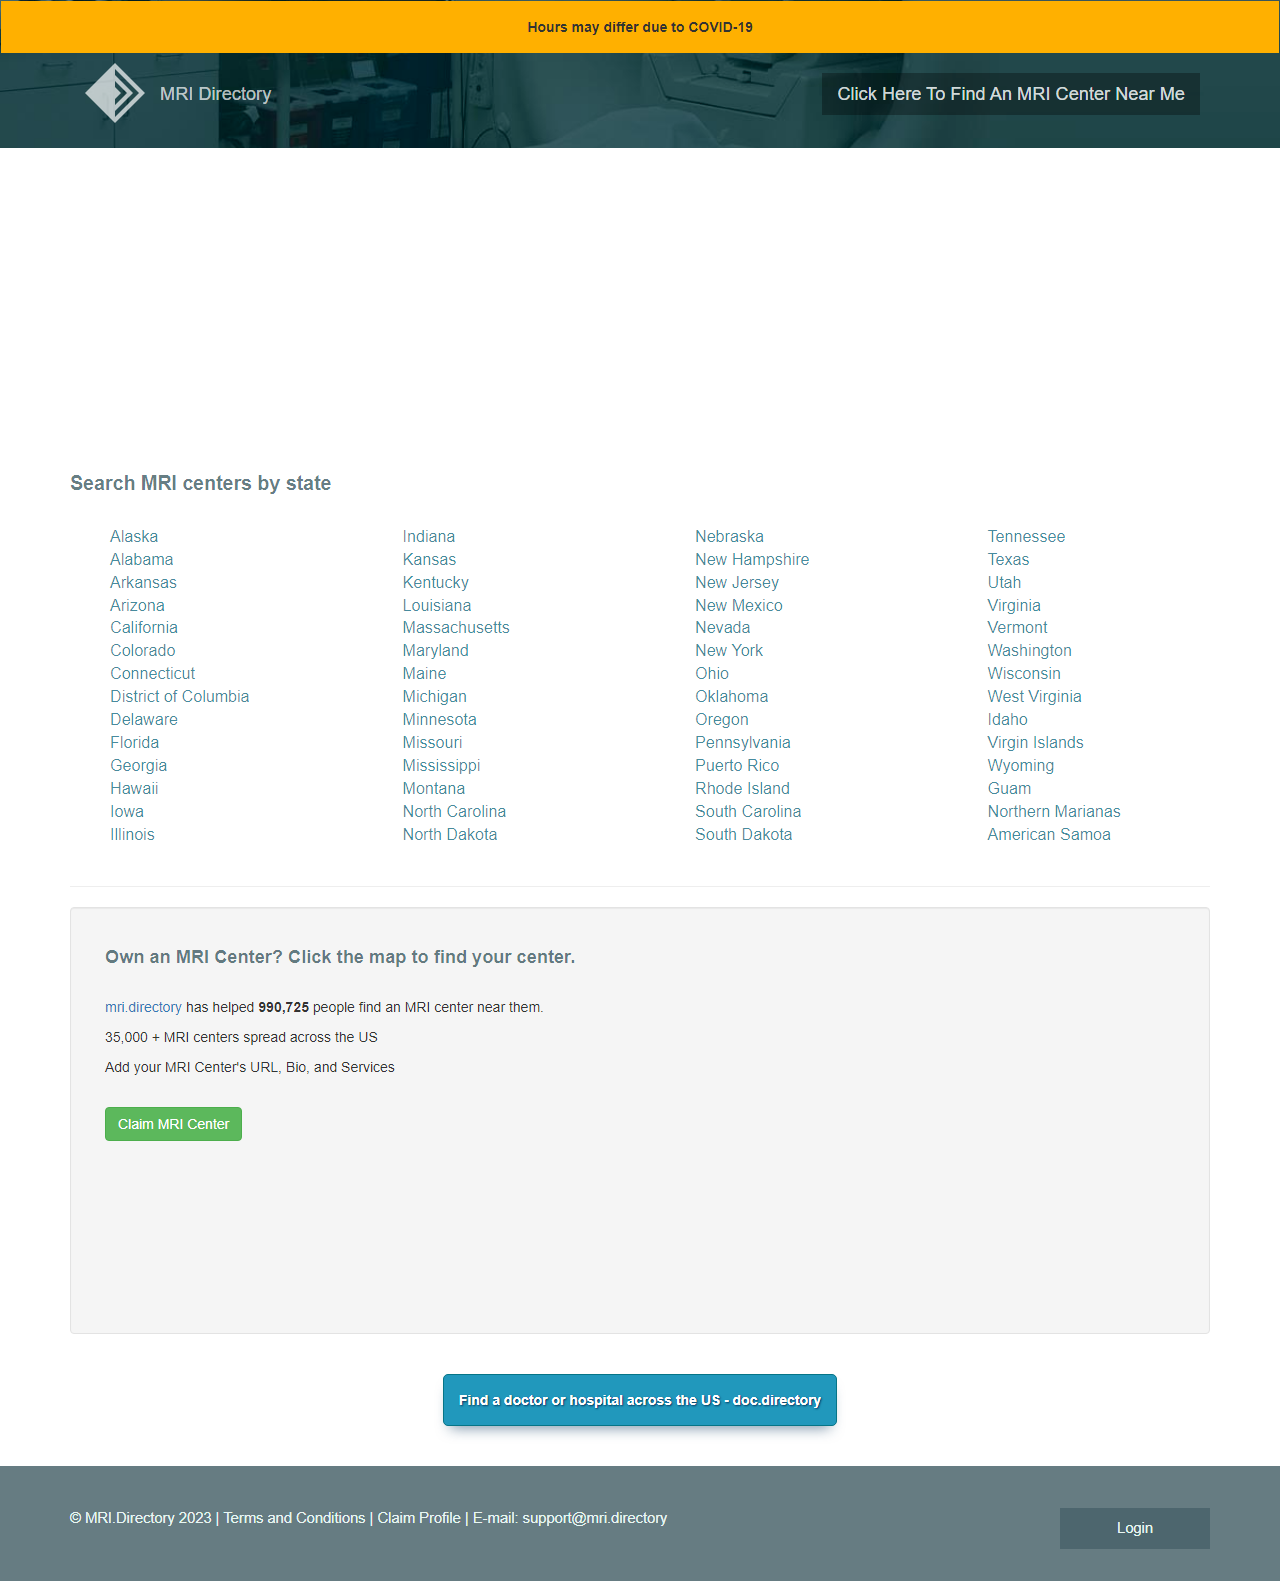 Hours may differ due to COVID-19
MRI Directory
Click Here To Find An MRI Center Near Me
Search MRI centers by state
Alaska
Alabama
Arkansas
Arizona
California
Colorado
Connecticut
District of Columbia
Delaware
Florida
Georgia
Hawaii
Iowa
Illinois
Indiana
Kansas
Kentucky
Louisiana
Massachusetts
Maryland
Maine
Michigan
Minnesota
Missouri
Mississippi
Montana
North Carolina
North Dakota
Nebraska
New Hampshire
New Jersey
New Mexico
Nevada
New York
Ohio
Oklahoma
Oregon
Pennsylvania
Puerto Rico
Rhode Island
South Carolina
South Dakota
Tennessee
Texas
Utah
Virginia
Vermont
Washington
Wisconsin
West Virginia
Idaho
Virgin Islands
Wyoming
Guam
Northern Marianas
American Samoa
Own an MRI Center? Click the map to find your center.
mri.directory has helped 990,725 people find an MRI center near them.
35,000 + MRI centers spread across the US
Add your MRI Center's URL, Bio, and Services
Claim MRI Center
Find a doctor or hospital across the US - doc.directory
© MRI.Directory 2023 | Terms and Conditions | Claim Profile | E-mail: support@mri.directory
Login